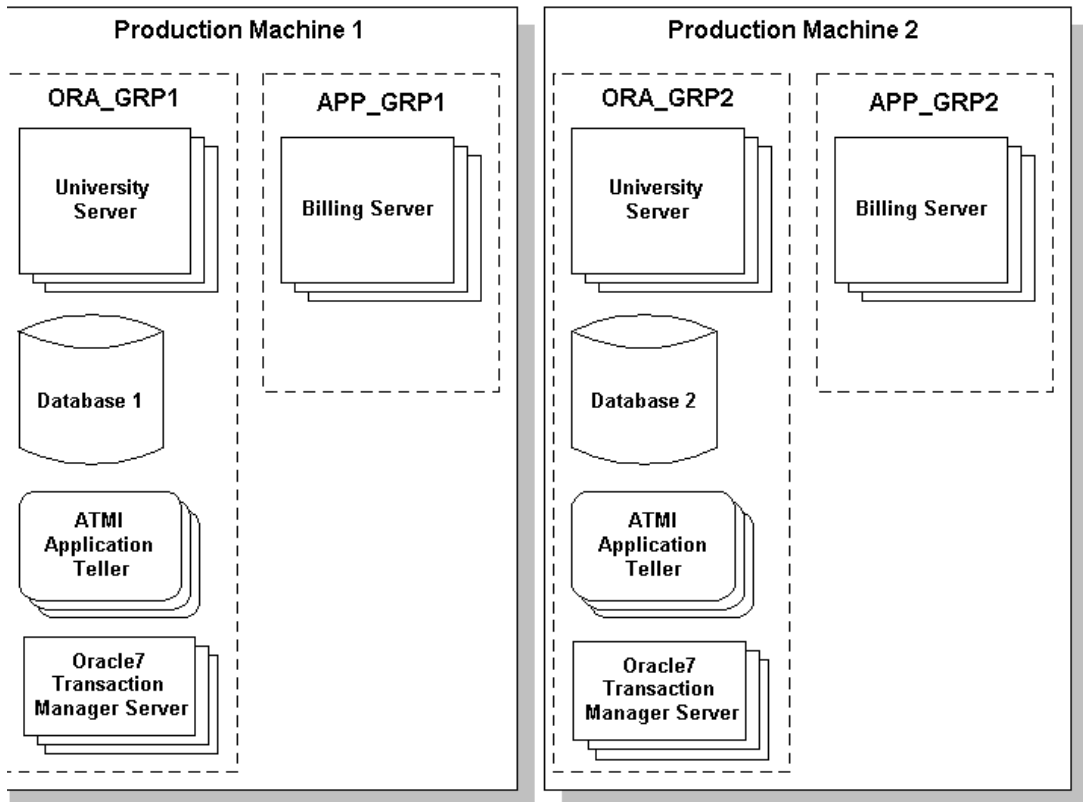 Production Machine 1
ORA_GRP1
University
Server
Database 1
ATMI
Application
Teller
Oracle7
Transaction
Manager Server
APP_GRP1
Billing Server
Production Machine 2
ORA_GRP2
University
Server
Database 2
ATMI
Application
Teller
Oracle7
Transaction
Manager Server
APP_GRP2
Billing Server